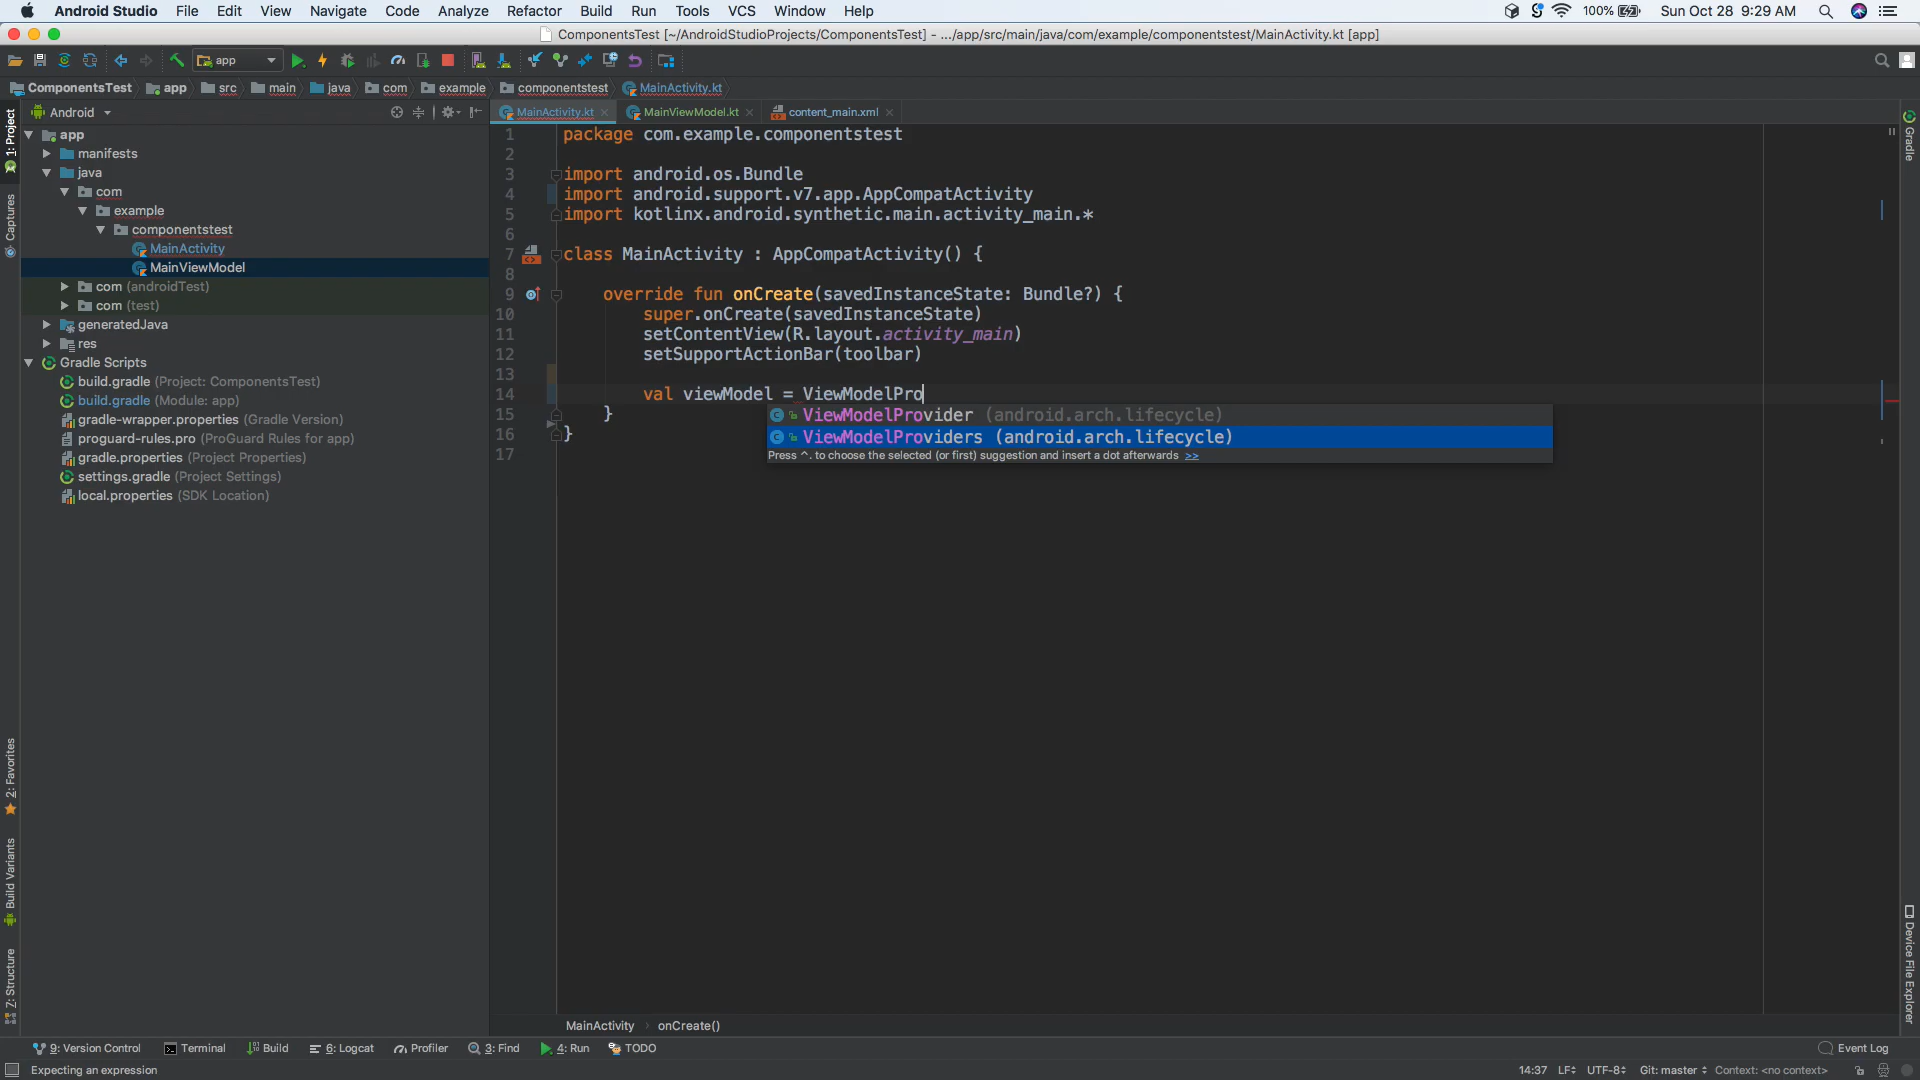 Android Studio File Edit View Navigate Code Analyze Refactor Build Run Tools VCS Window Help 100% Sun Oct 28 9:29 AM
ComponentsTest [~/AndroidStudioProjects/ComponentsTest] - .../app/src/main/java/com/example/componentstest/MainActivity.kt [app]
app
ComponentsTest app src main java com example componentstest MainActivity.kt
Android
MainActivity.kt MainViewModel.kt content_main.xml
app
manifests
java
com
example
componentstest
MainActivity
MainViewModel
com (androidTest)
com (test)
generatedJava
res
Gradle Scripts
build.gradle (Project: ComponentsTest)
build.gradle (Module: app)
gradle-wrapper.properties (Gradle Version)
proguard-rules.pro (ProGuard Rules for app)
gradle.properties (Project Properties)
settings.gradle (Project Settings)
local.properties (SDK Location)
1: Project
Captures
2: Favorites
Build Variants
Z: Structure
1 package com.example.componentstest
2
3 import android.os.Bundle
4 import android.support.v7.app.AppCompatActivity
5 import kotlinx.android.synthetic.main.activity_main.*
6
7 class MainActivity : AppCompatActivity() {
8
9 override fun onCreate(savedInstanceState: Bundle?) {
10 super.onCreate(savedInstanceState)
11 setContentView(R.layout.activity_main)
12 setSupportActionBar(toolbar)
13
14 val viewModel = ViewModelPro
15 }
16 }
17
ViewModelProvider (android.arch.lifecycle)
ViewModelProviders (android.arch.lifecycle)
Press ^. to choose the selected (or first) suggestion and insert a dot afterwards >>
Gradle
Device File Explorer
MainActivity › onCreate()
9: Version Control Terminal Build 6: Logcat Profiler 3: Find 4: Run TODO Event Log
Expecting an expression 14:37 LF UTF-8 Git: master Context: <no context>